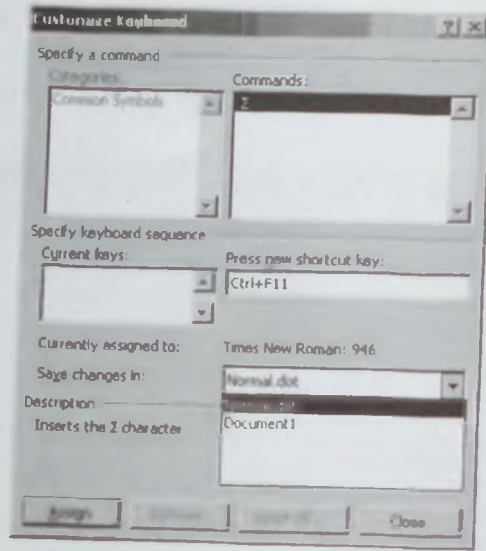 Customize Keyboard
Specify a command
Categories:
Commands:
Common Symbols
Σ
Specify keyboard sequence
Current keys:
Press new shortcut key:
Ctrl+F11
Currently assigned to:
Times New Roman: 946
Save changes in:
Normal.dot
Normal.dot
Document1
Description
Inserts the Σ character
Assign
Close